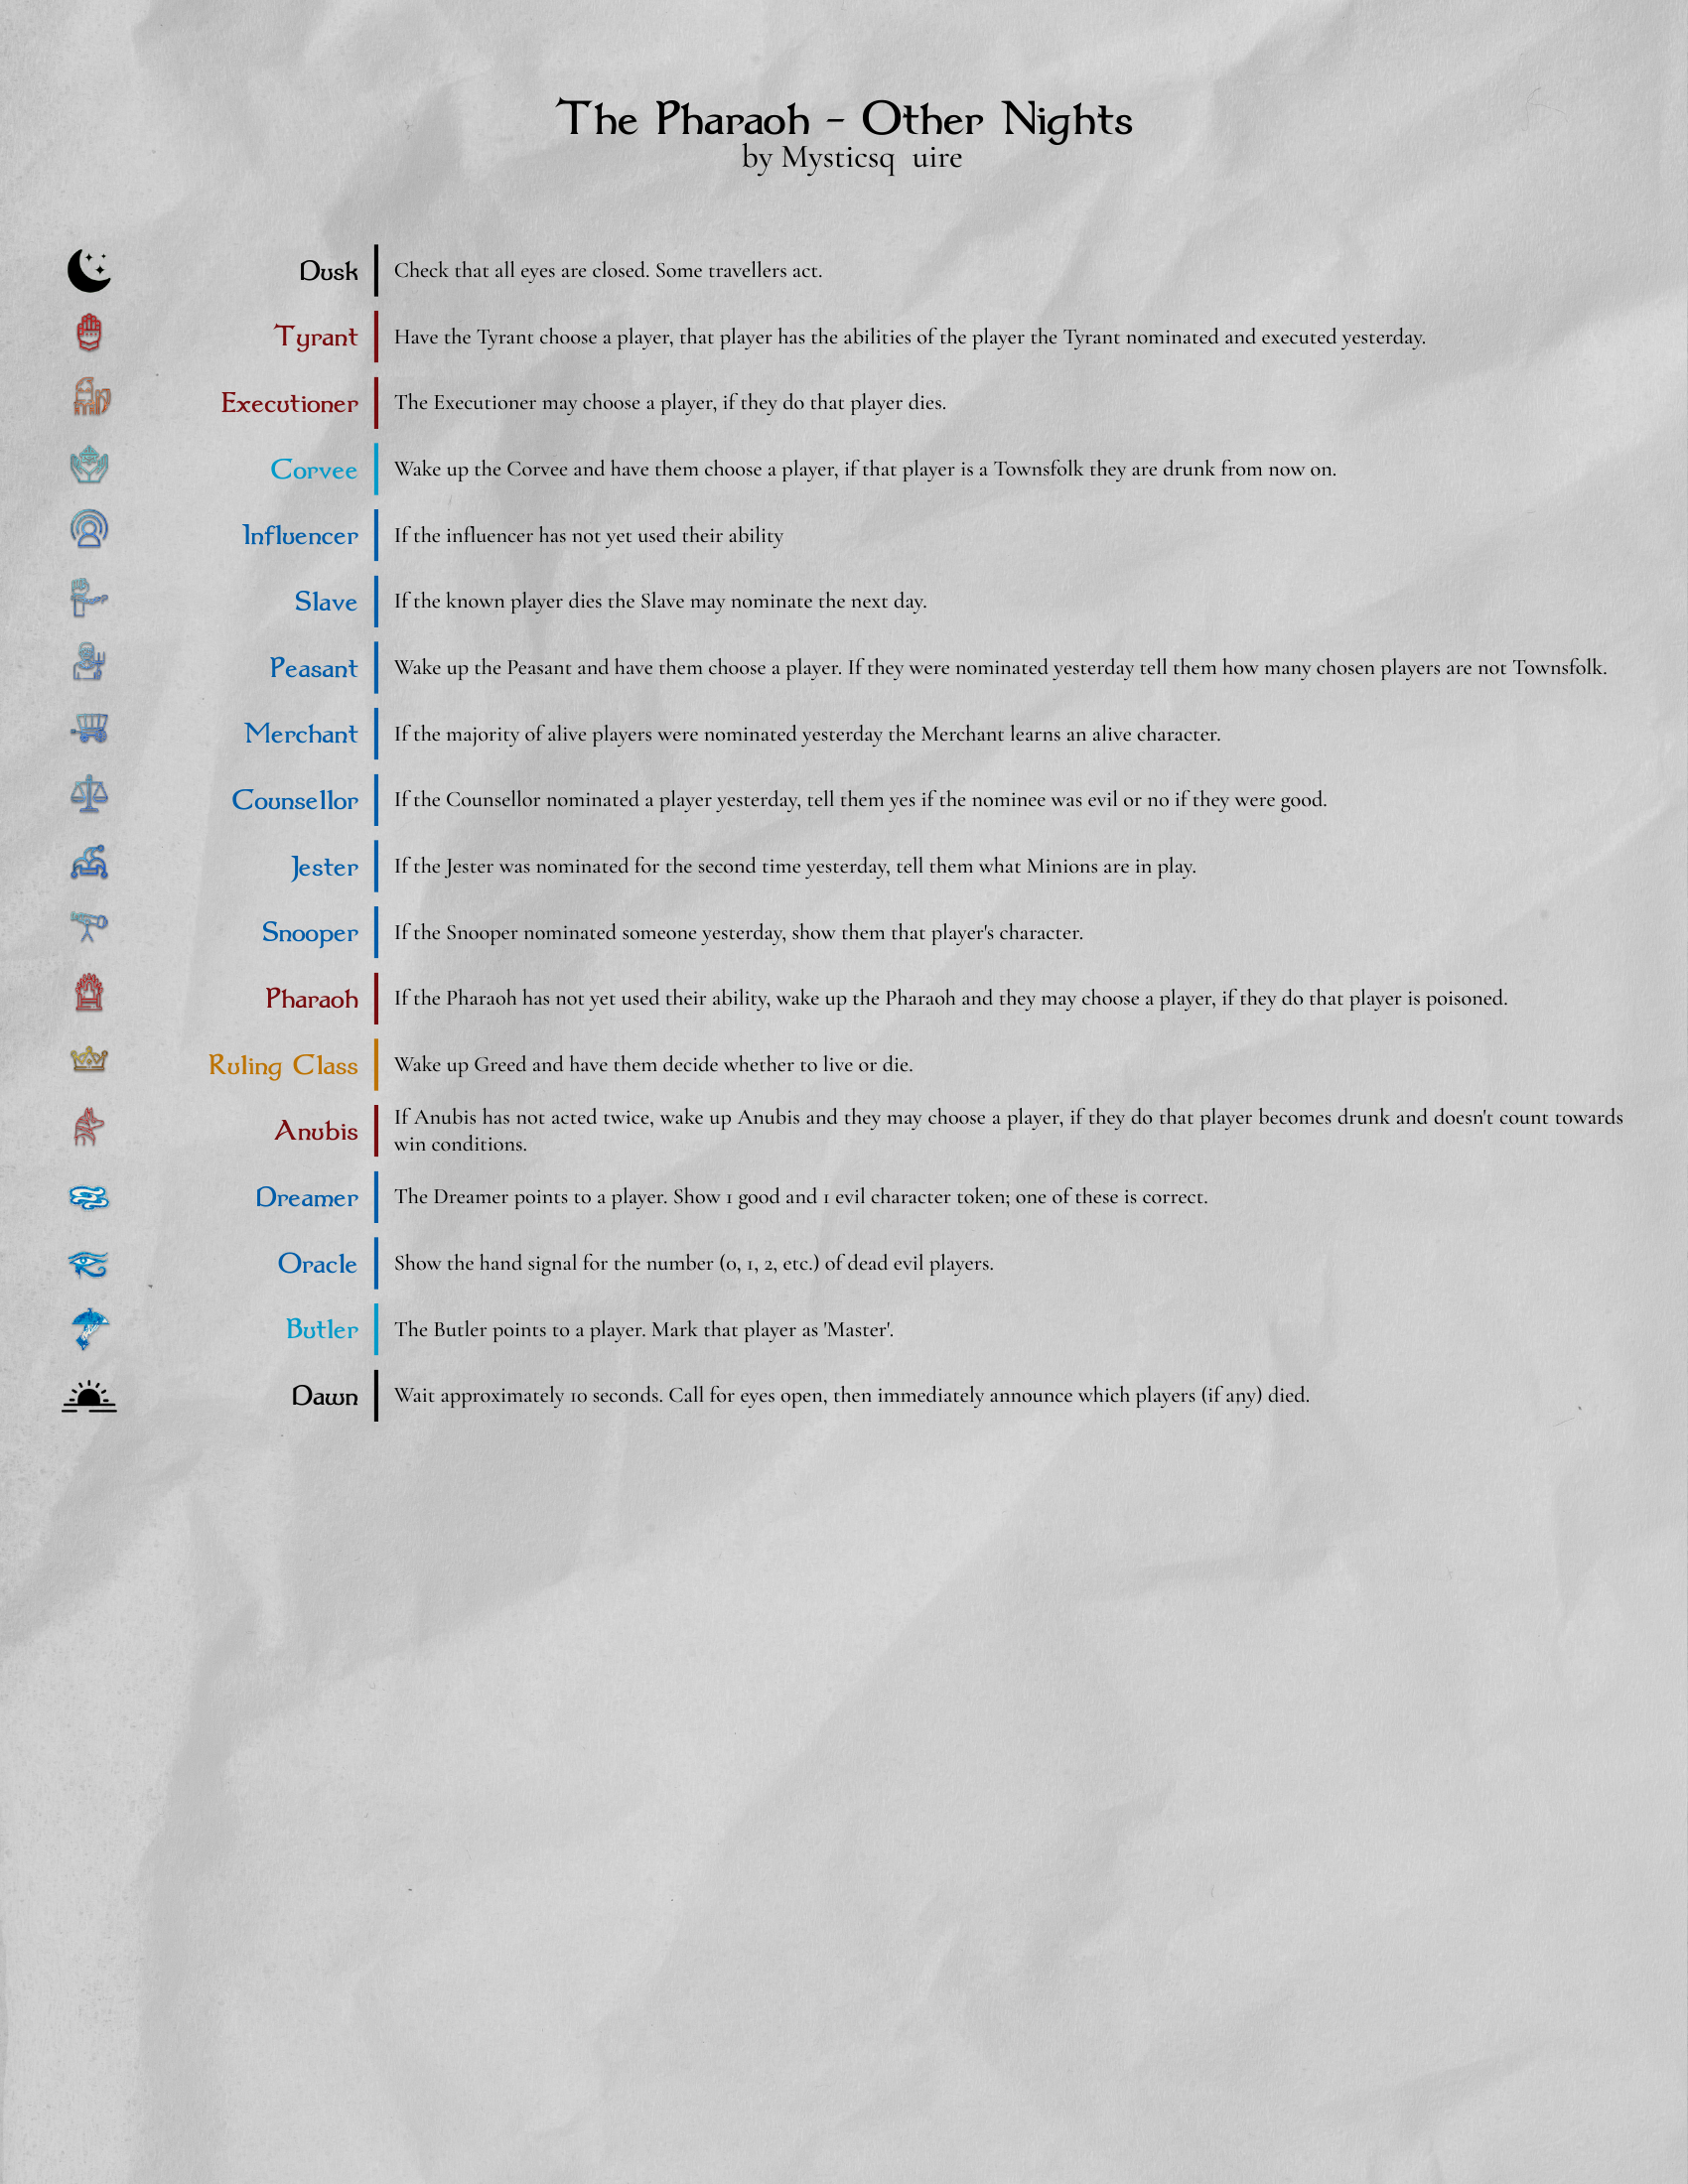 The Pharaoh - Other Nights
by Mysticsq uire
Dusk
Check that all eyes are closed. Some travellers act.
Tyrant
Have the Tyrant choose a player, that player has the abilities of the player the Tyrant nominated and executed yesterday.
Executioner
The Executioner may choose a player, if they do that player dies.
Corvee
Wake up the Corvee and have them choose a player, if that player is a Townsfolk they are drunk from now on.
Influencer
If the influencer has not yet used their ability
Slave
If the known player dies the Slave may nominate the next day.
Peasant
Wake up the Peasant and have them choose a player. If they were nominated yesterday tell them how many chosen players are not Townsfolk.
Merchant
If the majority of alive players were nominated yesterday the Merchant learns an alive character.
Counsellor
If the Counsellor nominated a player yesterday, tell them yes if the nominee was evil or no if they were good.
Jester
If the Jester was nominated for the second time yesterday, tell them what Minions are in play.
Snooper
If the Snooper nominated someone yesterday, show them that player's character.
Pharaoh
If the Pharaoh has not yet used their ability, wake up the Pharaoh and they may choose a player, if they do that player is poisoned.
Ruling Class
Wake up Greed and have them decide whether to live or die.
Anubis
If Anubis has not acted twice, wake up Anubis and they may choose a player, if they do that player becomes drunk and doesn't count towards
win conditions.
Dreamer
The Dreamer points to a player. Show 1 good and 1 evil character token; one of these is correct.
Oracle
Show the hand signal for the number (0, 1, 2, etc.) of dead evil players.
Butler
The Butler points to a player. Mark that player as 'Master'.
Dawn
Wait approximately 10 seconds. Call for eyes open, then immediately announce which players (if any) died.